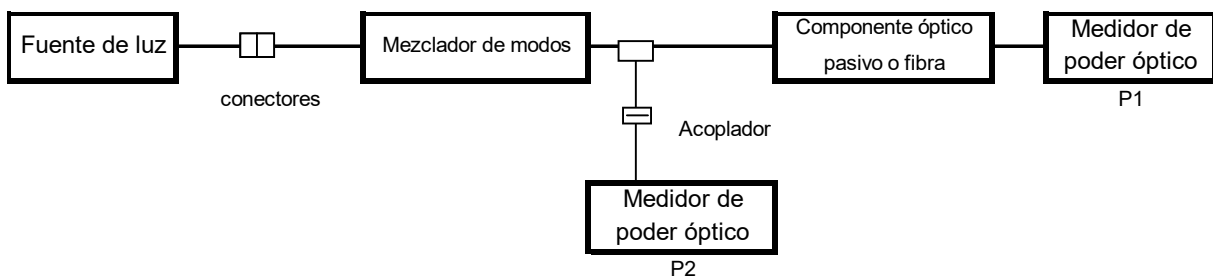 Fuente de luz
conectores
Mezclador de modos
Componente óptico
pasivo o fibra
Medidor de
poder óptico
P1
Acoplador
Medidor de
poder óptico
P2